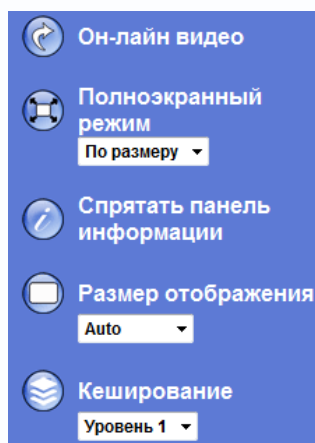 Он-лайн видео
Полноэкранный
режим
По размеру
Спрятать панель
информации
Размер отображения
Auto
Кеширование
Уровень 1